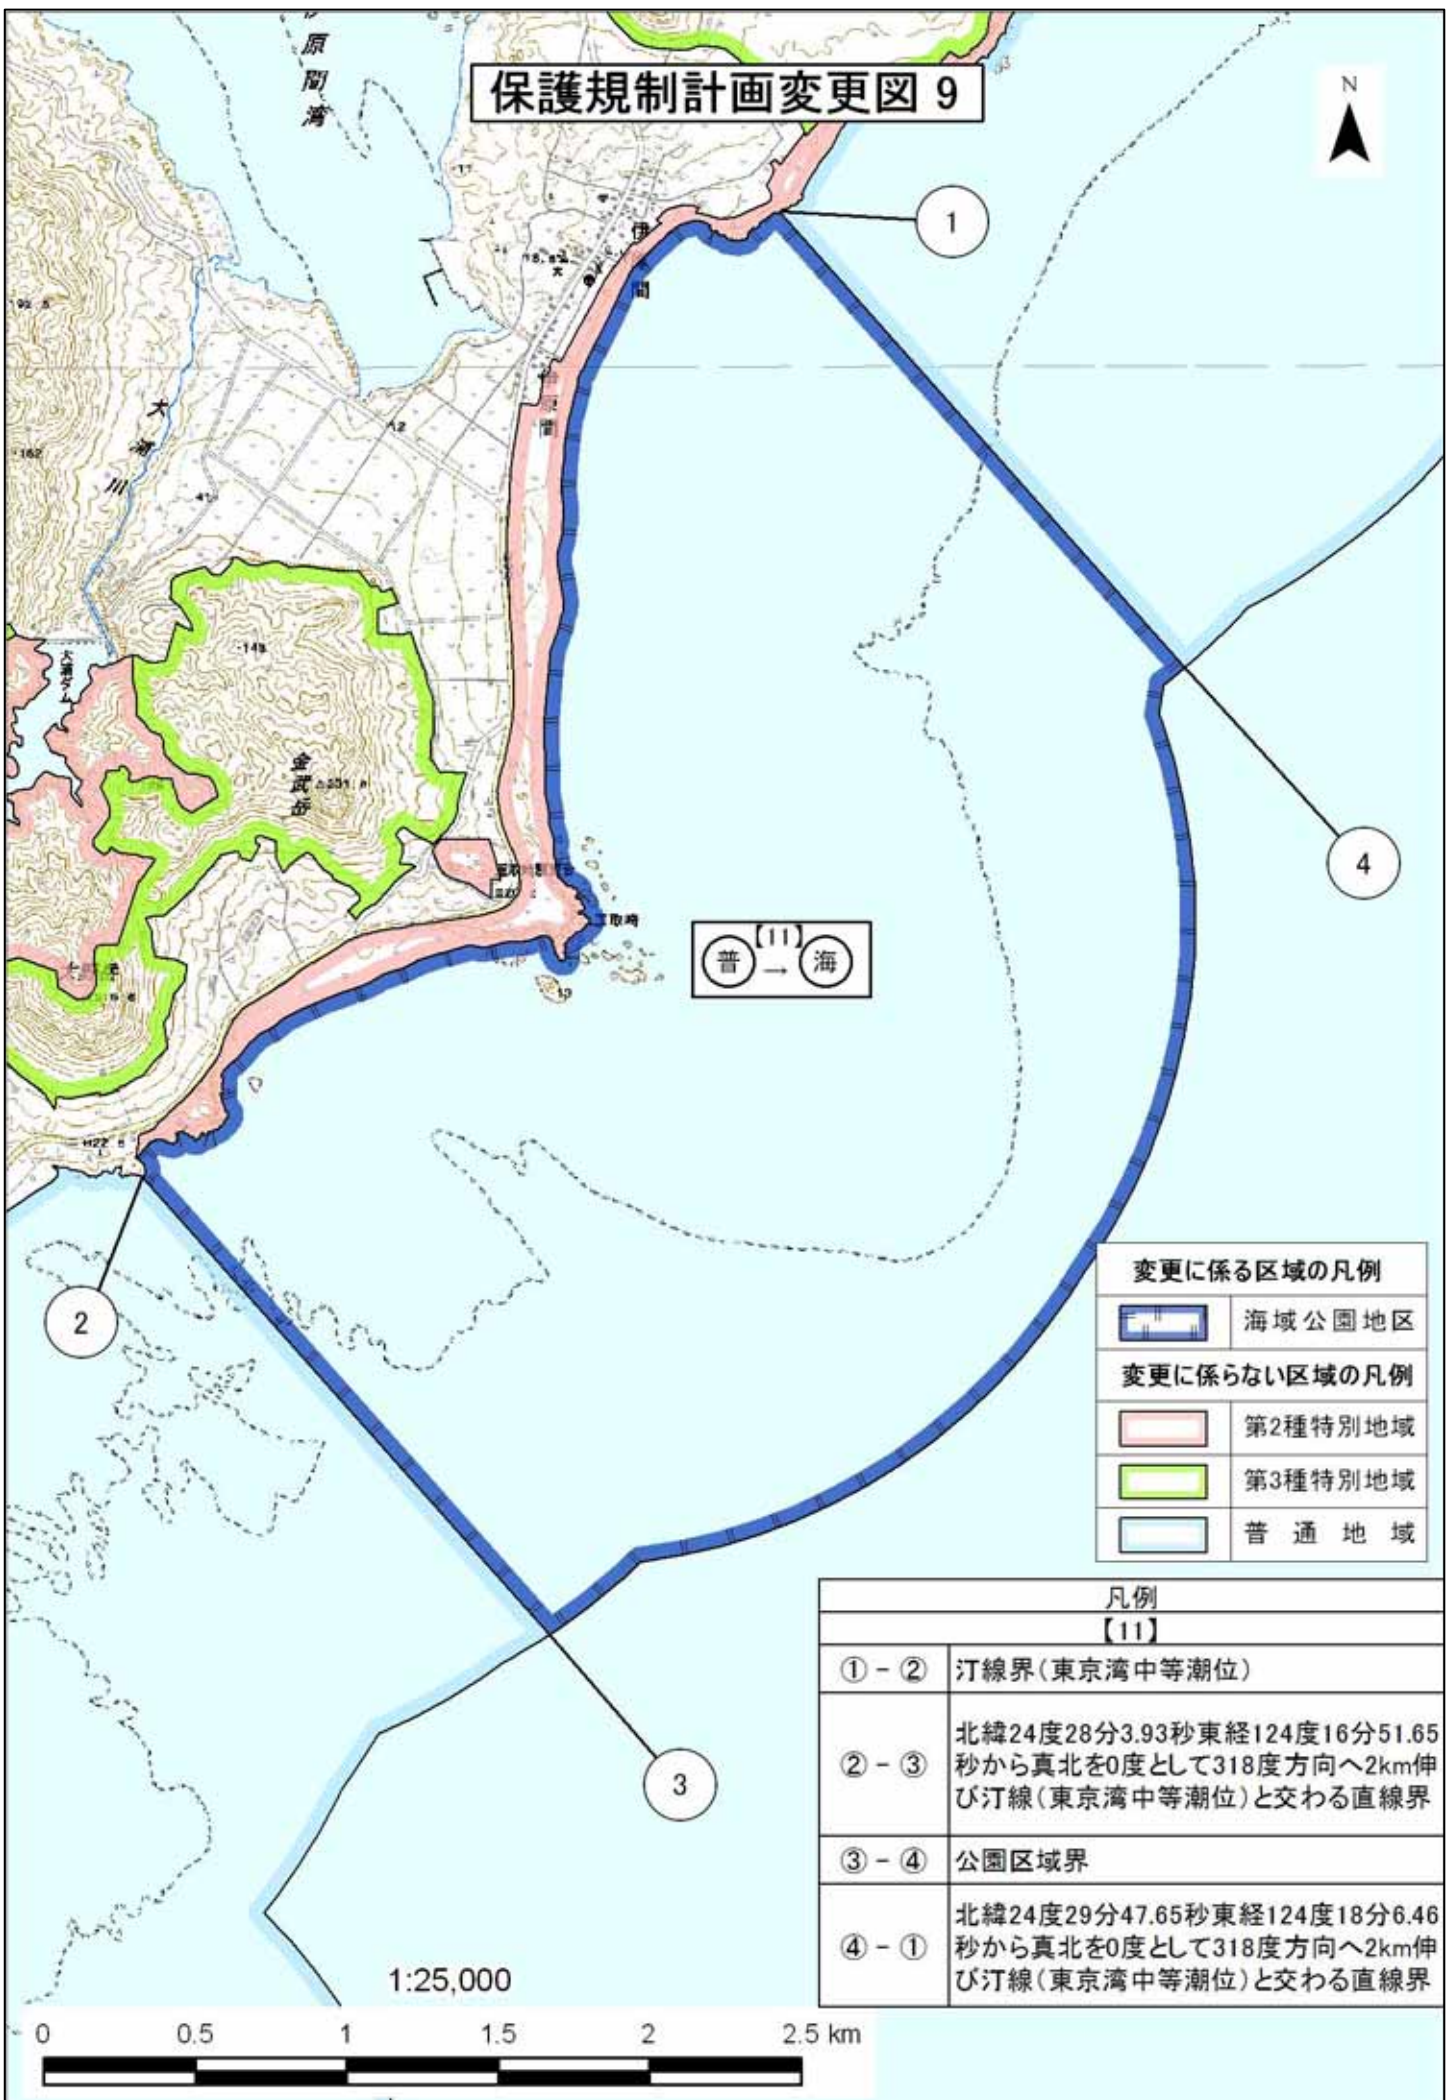 原間湾
保護規制計画変更図 9
N
1
伊
間
原
間
大
浦
川
162
大浦ダム
金武岳
4
【11】
普 → 海
2
変更に係る区域の凡例
海域公園地区
変更に係らない区域の凡例
第2種特別地域
第3種特別地域
普通地域
凡例
【11】
①-② 汀線界(東京湾中等潮位)
②-③ 北緯24度28分3.93秒東経124度16分51.65
秒から真北を0度として318度方向へ2km伸
び汀線(東京湾中等潮位)と交わる直線界
③-④ 公園区域界
④-① 北緯24度29分47.65秒東経124度18分6.46
秒から真北を0度として318度方向へ2km伸
び汀線(東京湾中等潮位)と交わる直線界
3
1:25,000
0 0.5 1 1.5 2 2.5 km